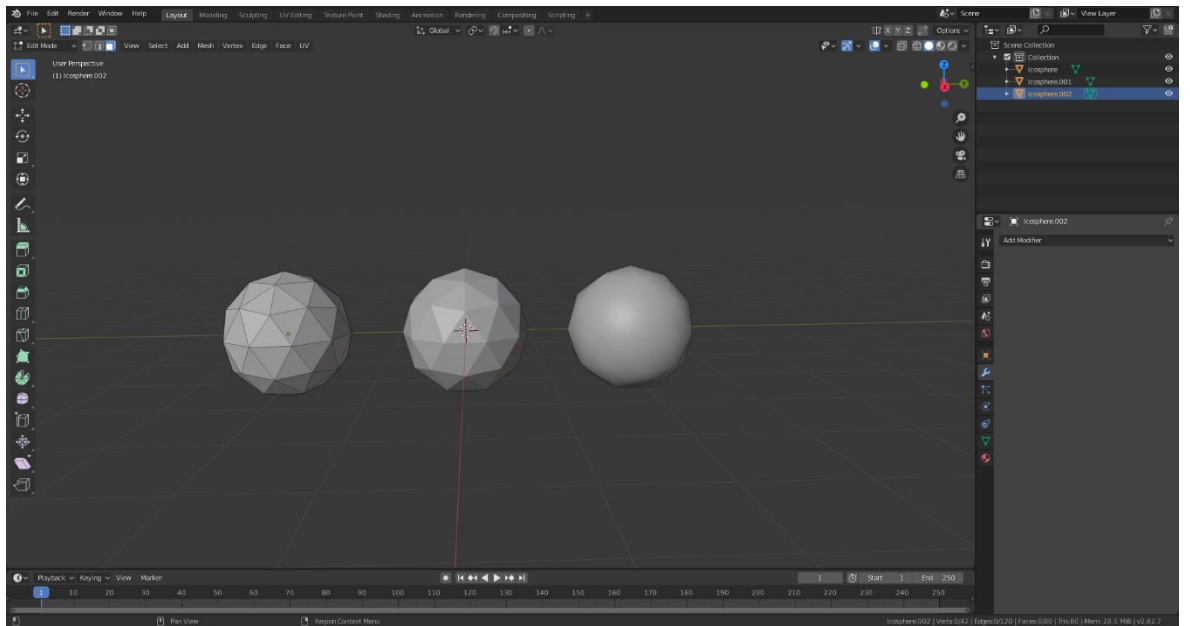 File Edit Render Window Help Layout Modeling Sculpting UV Editing Texture Paint Shading Animation Rendering Compositing Scripting + Scene View Layer
Global X Y Z Options
Edit Mode View Select Add Mesh Vertex Edge Face UV
User Perspective
(1) Icosphere.002
Z
X
Y
Scene Collection
Collection
Icosphere
Icosphere.001
Icosphere.002
Icosphere.002
Add Modifier
Playback Keying View Marker 1 Start 1 End 250
1 10 20 30 40 50 60 70 80 90 100 110 120 130 140 150 160 170 180 190 200 210 220 230 240 250
Pan View Region Context Menu Icosphere.002 | Verts:0/42 | Edges:0/120 | Faces:0/80 | Tris:80 | Mem: 28.5 MiB | v2.82.7